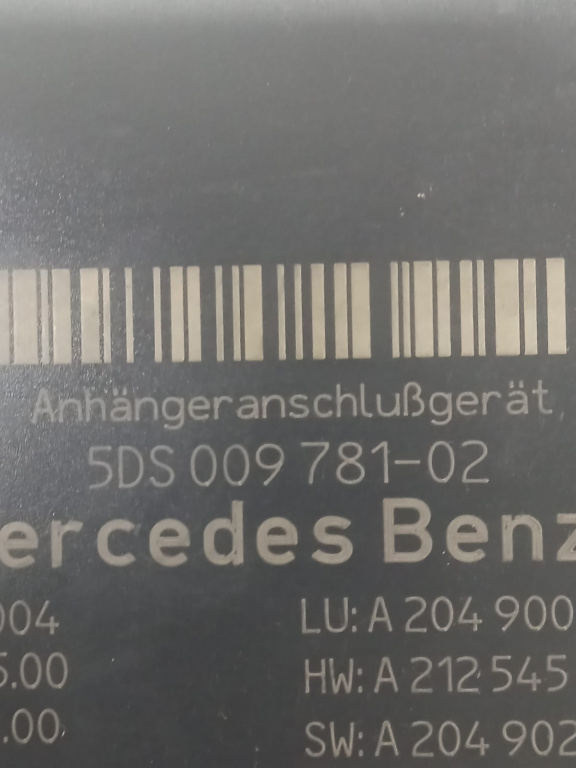 Anhängeranschlußgerät,
5DS 009 781-02
ercedes Benz
004 LU: A 204 900
5.00 HW: A 212 545
.00 SW: A 204 902